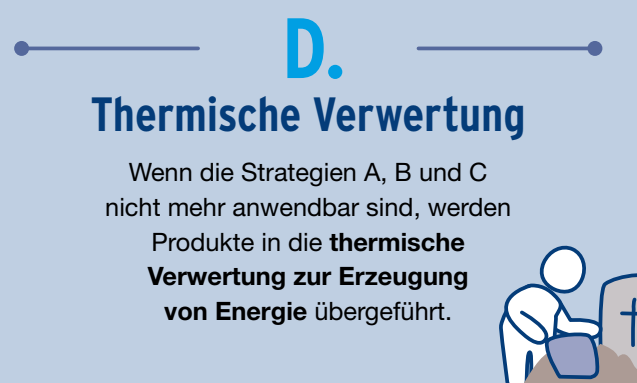 D.
Thermische Verwertung
Wenn die Strategien A, B und C
nicht mehr anwendbar sind, werden
Produkte in die thermische
Verwertung zur Erzeugung
von Energie übergeführt.